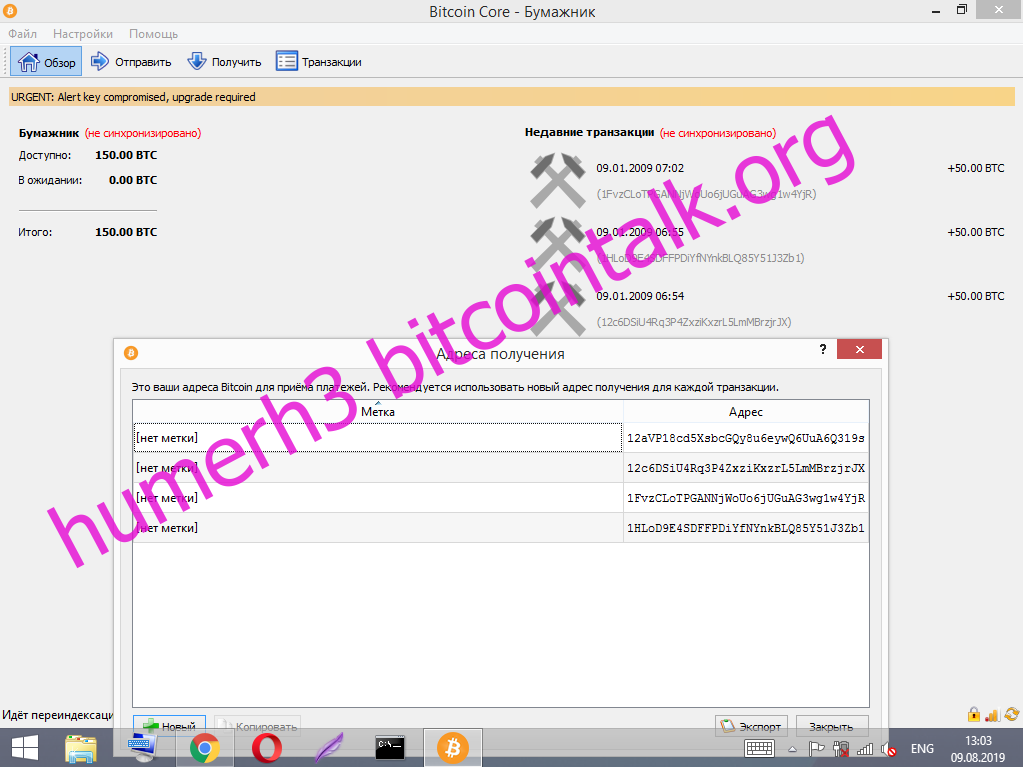 Bitcoin Core - Бумажник
Файл Настройки Помощь
Обзор Отправить Получить Транзакции
URGENT: Alert key compromised, upgrade required
Бумажник (не синхронизировано)
Доступно: 150.00 BTC
В ожидании: 0.00 BTC
Итого: 150.00 BTC
Недавние транзакции (не синхронизировано)
09.01.2009 07:02 +50.00 BTC
(1FvzCLoTPGANNjWoUo6jUGuAG3wg1w4YjR)
09.01.2009 06:55 +50.00 BTC
(1HLoD9E4SDFFPDiYfNYnkBLQ85Y51J3Zb1)
09.01.2009 06:54 +50.00 BTC
(12c6DSiU4Rq3P4ZxziKxzrL5LmMBrzjrJX)
humerh3 bitcointalk.org
Адреса получения
?
Это ваши адреса Bitcoin для приёма платежей. Рекомендуется использовать новый адрес получения для каждой транзакции.
Метка Адрес
[нет метки] 12aVP18cd5XsbcGQy8u6eywQ6UuA6Q319s
[нет метки] 12c6DSiU4Rq3P4ZxziKxzrL5LmMBrzjrJX
[нет метки] 1FvzCLoTPGANNjWoUo6jUGuAG3wg1w4YjR
[нет метки] 1HLoD9E4SDFFPDiYfNYnkBLQ85Y51J3Zb1
Новый Копировать Экспорт Закрыть
Идёт переиндексаци
ENG
13:03
09.08.2019